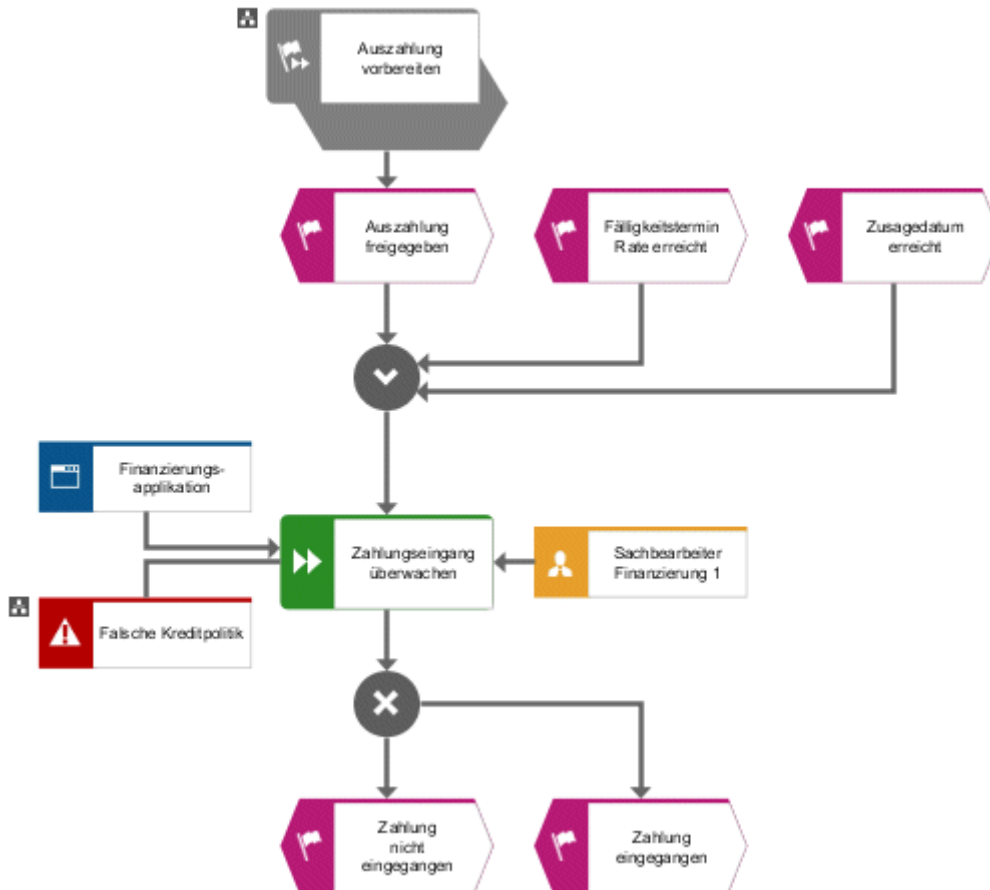 Auszahlung
vorbereiten
Auszahlung
freigegeben
Fälligkeitstermin
Rate erreicht
Zusagedatum
erreicht
Finanzierungs-
applikation
Zahlungseingang
überwachen
Sachbearbeiter
Finanzierung 1
Falsche Kreditpolitik
Zahlung
nicht
eingegangen
Zahlung
eingegangen